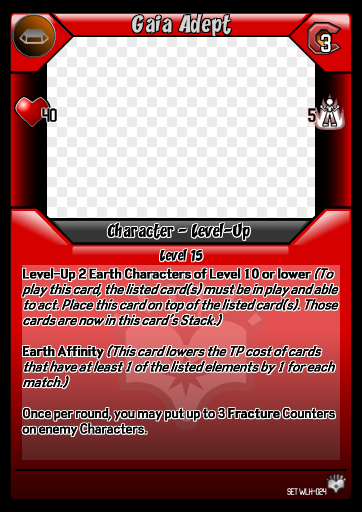 Gaia Adept
3
40
5
Character - Level-Up
Level 15
Level-Up 2 Earth Characters of Level 10 or lower (To
play this card, the listed card(s) must be in play and able
to act. Place this card on top of the listed card(s). Those
cards are now in this card's Stack.)
Earth Affinity (This card lowers the TP cost of cards
that have at least 1 of the listed elements by 1 for each
match.)
Once per round, you may put up to 3 Fracture Counters
on enemy Characters.
SET WLH-024